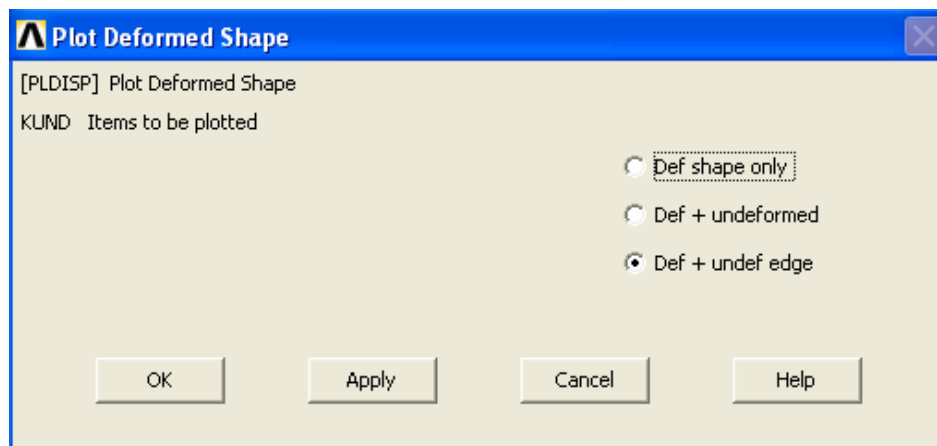 Plot Deformed Shape
[PLDISP] Plot Deformed Shape
KUND Items to be plotted
Def shape only
Def + undeformed
Def + undef edge
OK Apply Cancel Help